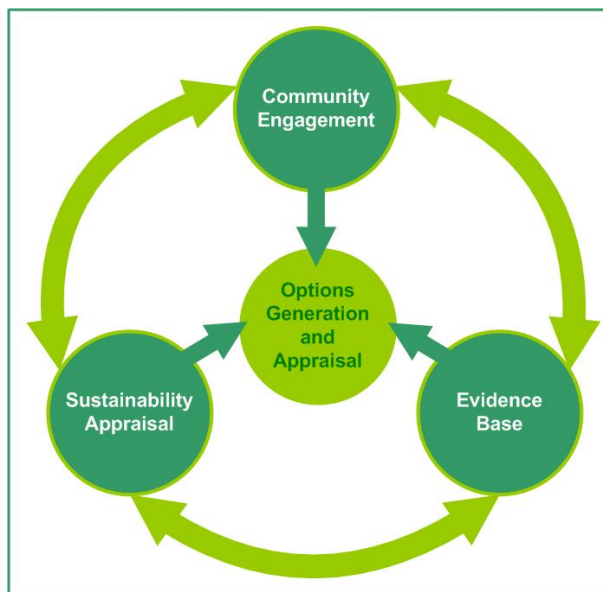 Community
Engagement
Options
Generation
and
Appraisal
Sustainability
Appraisal
Evidence
Base